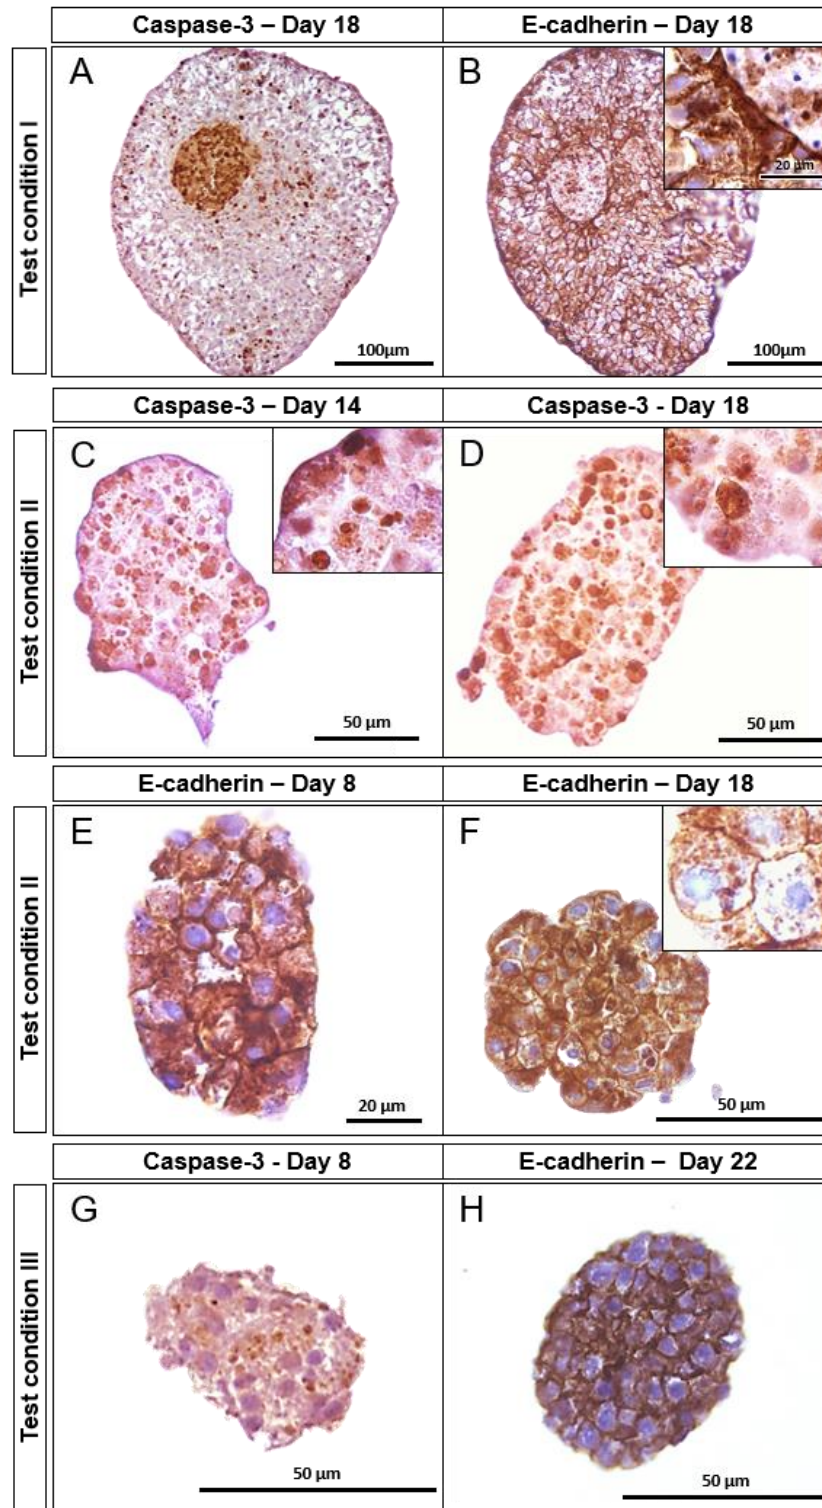 Caspase-3 – Day 18
E-cadherin – Day 18
Test condition I
A
100µm
B
20 µm
100µm
Caspase-3 – Day 14
Caspase-3 - Day 18
Test condition II
C
50 µm
D
50 µm
E-cadherin – Day 8
E-cadherin – Day 18
Test condition II
E
20 µm
F
50 µm
Caspase-3 - Day 8
E-cadherin – Day 22
Test condition III
G
50 µm
H
50 µm